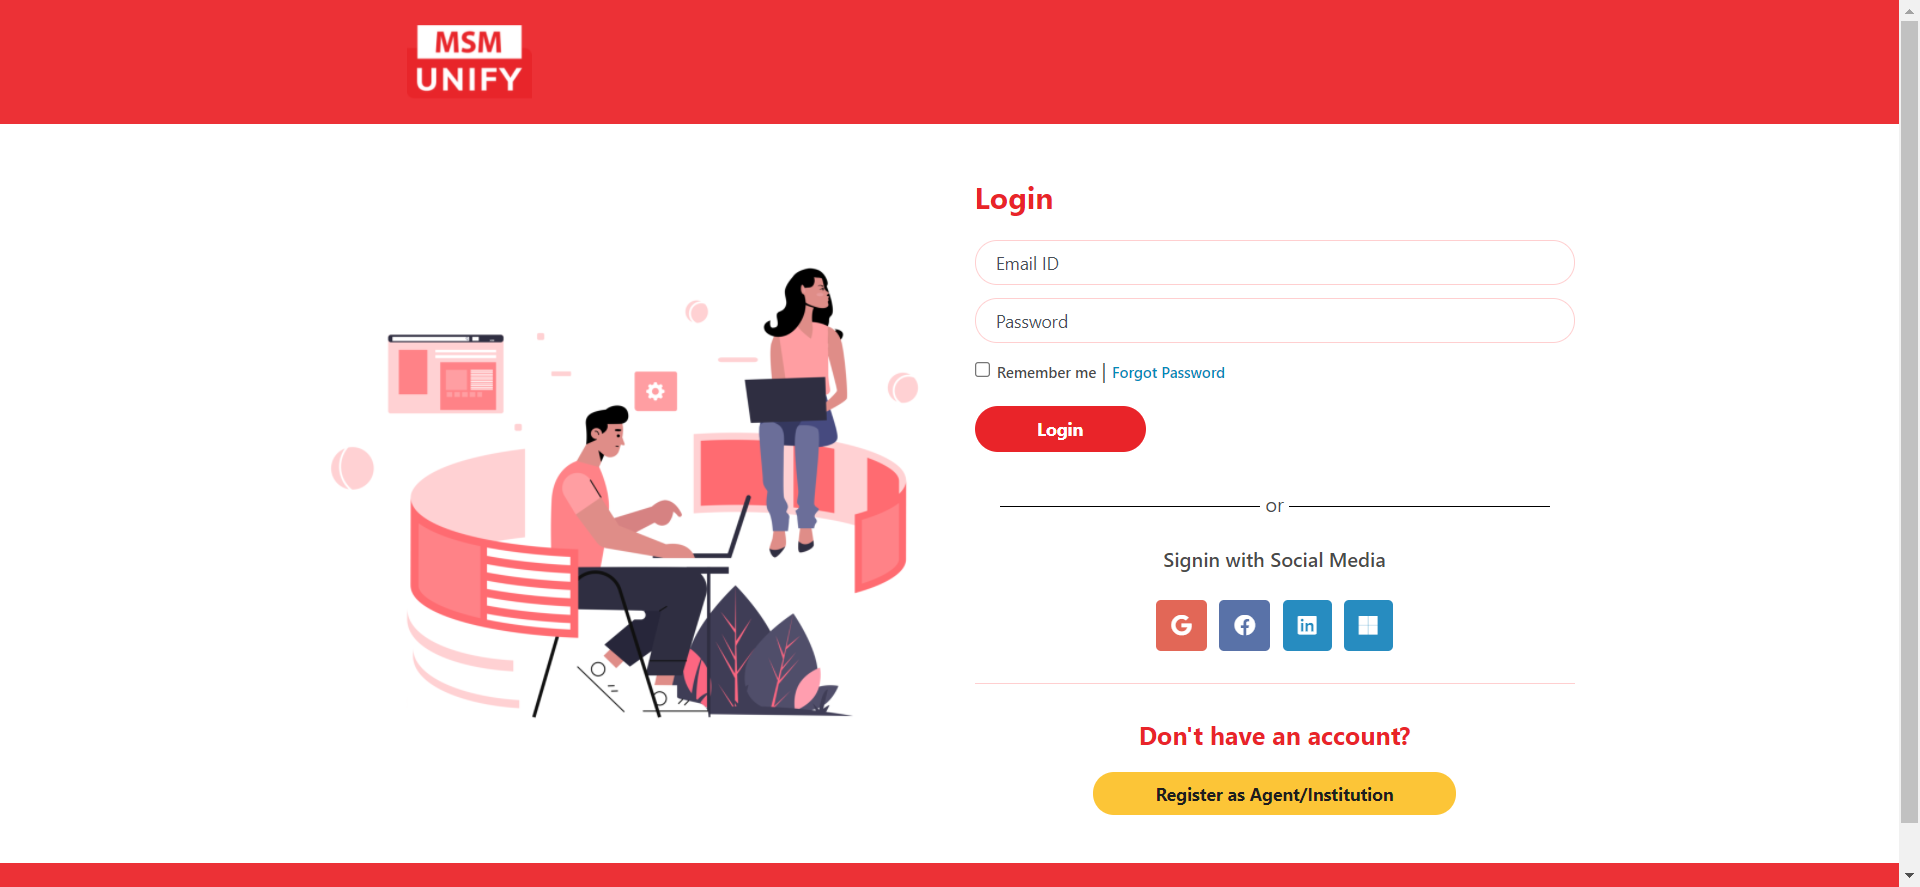 MSM
UNIFY
Login
Email ID
Password
Remember me | Forgot Password
Login
or
Signin with Social Media
Don't have an account?
Register as Agent/Institution